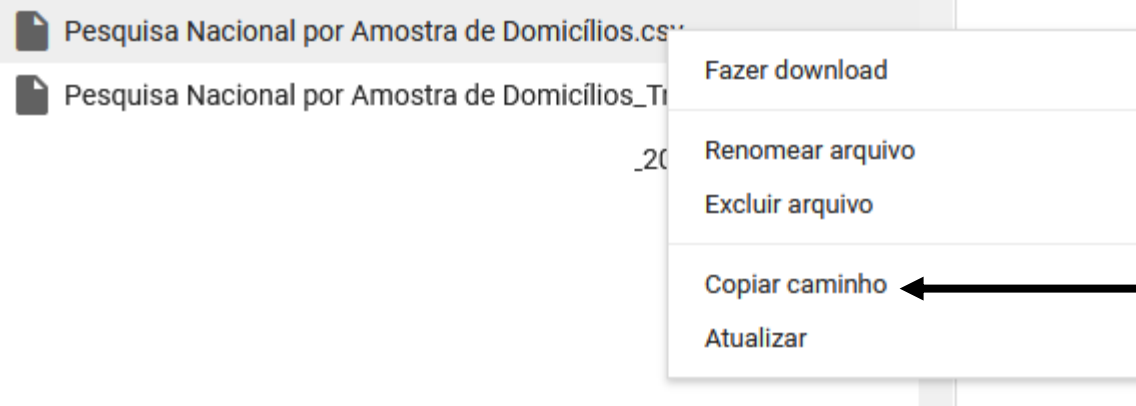 Pesquisa Nacional por Amostra de Domicílios.csv
Pesquisa Nacional por Amostra de Domicílios_Tr
_20
Fazer download
Renomear arquivo
Excluir arquivo
Copiar caminho
Atualizar